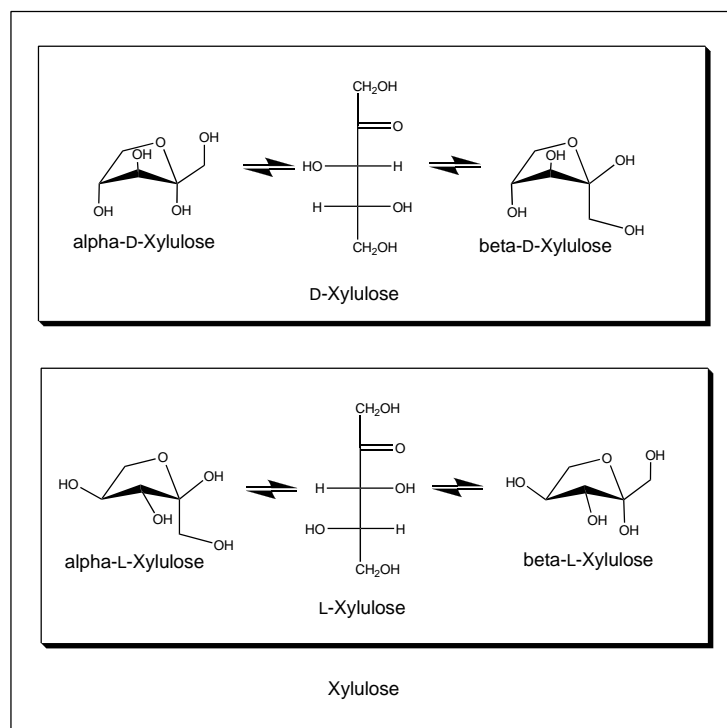 CH2OH
O
HO
H
H
OH
CH2OH
OH
O
OH
OH
OH
alpha-D-Xylulose
O
OH
OH
OH
OH
beta-D-Xylulose
D-Xylulose
CH2OH
O
H
OH
HO
H
CH2OH
O
HO
OH
OH
OH
alpha-L-Xylulose
O
OH
HO
OH
OH
beta-L-Xylulose
L-Xylulose
Xylulose